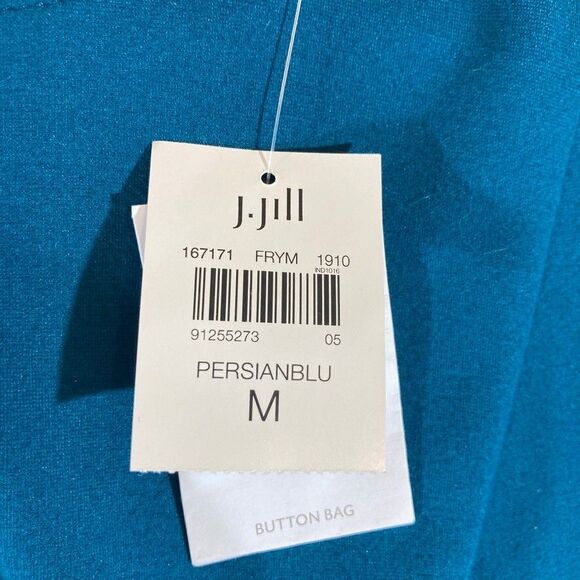 J.Jill
167171 FRYM 1910
IND1016
91255273 05
PERSIANBLU
M
BUTTON BAG